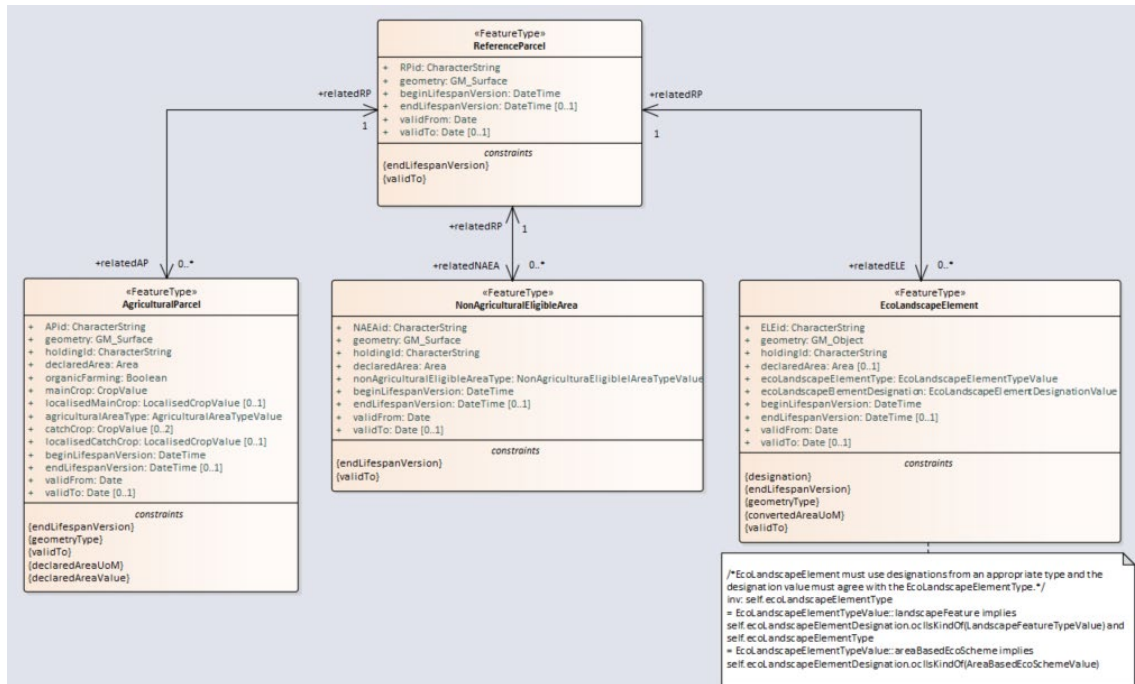 «FeatureType»
ReferenceParcel
+ RPid: CharacterString
+ geometry: GM_Surface
+ beginLifespanVersion: DateTime
+ endLifespanVersion: DateTime [0..1]
+ validFrom: Date
+ validTo: Date [0..1]
constraints
{endLifespanVersion}
{validTo}
+relatedRP
1
+relatedRP
1
+relatedRP
1
+relatedAP
0..*
+relatedNAEA
0..*
+relatedELE
0..*
«FeatureType»
AgriculturalParcel
+ APid: CharacterString
+ geometry: GM_Surface
+ holdingId: CharacterString
+ declaredArea: Area
+ organicFarming: Boolean
+ mainCrop: CropValue
+ localisedMainCrop: LocalisedCropValue [0..1]
+ agriculturalAreaType: AgriculturalAreaTypeValue
+ catchCrop: CropValue [0..2]
+ localisedCatchCrop: LocalisedCropValue [0..1]
+ beginLifespanVersion: DateTime
+ endLifespanVersion: DateTime [0..1]
+ validFrom: Date
+ validTo: Date [0..1]
constraints
{endLifespanVersion}
{geometryType}
{validTo}
{declaredAreaUoM}
{declaredAreaValue}
«FeatureType»
NonAgriculturalEligibleArea
+ NAEAid: CharacterString
+ geometry: GM_Surface
+ holdingId: CharacterString
+ declaredArea: Area
+ nonAgriculturalEligibleAreaType: NonAgricultura​EligiblelAreaTypeValue
+ beginLifespanVersion: DateTime
+ endLifespanVersion: DateTime [0..1]
+ validFrom: Date
+ validTo: Date [0..1]
constraints
{endLifespanVersion}
{validTo}
«FeatureType»
EcoLandscapeElement
+ ELEid: CharacterString
+ geometry: GM_Object
+ holdingId: CharacterString
+ declaredArea: Area [0..1]
+ ecoLandscapeElementType: EcoLandscapeElementTypeValue
+ ecoLandscapeElementDesignation: EcoLandscapeElementDesignationValue
+ beginLifespanVersion: DateTime
+ endLifespanVersion: DateTime [0..1]
+ validFrom: Date
+ validTo: Date [0..1]
constraints
{designation}
{endLifespanVersion}
{geometryType}
{convertedAreaUoM}
{validTo}
/*EcoLandscapeElement must use designations from an appropriate type and the
designation value must agree with the EcoLandscapeElementType.*/
inv: self.ecoLandscapeElementType
= EcoLandscapeElementTypeValue::landscapeFeature implies
self.ecoLandscapeElementDesignation.oclIsKindOf(LandscapeFeatureTypeValue) and
self.ecoLandscapeElementType
= EcoLandscapeElementTypeValue::areaBasedEcoScheme implies
self.ecoLandscapeElementDesignation.oclIsKindOf(AreaBasedEcoSchemeValue)